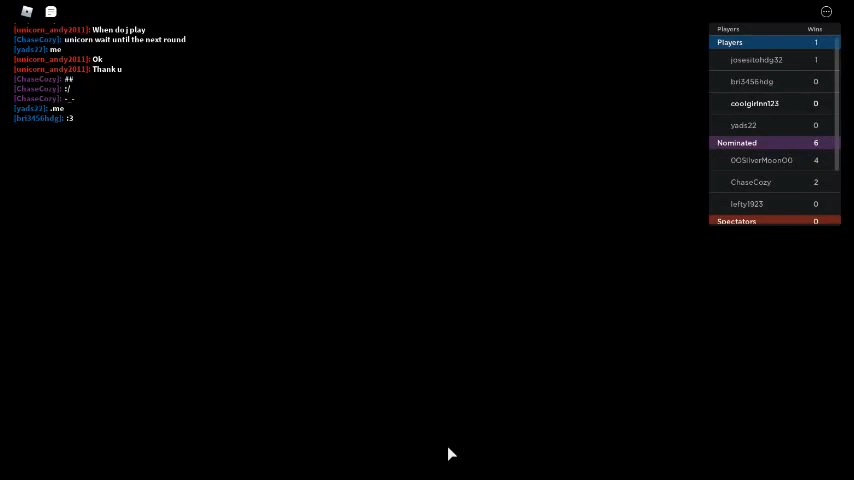 [unicorn_andy2011]: When do j play
[ChaseCozy]: unicorn wait until the next round
[yads22]: me
[unicorn_andy2011]: Ok
[unicorn_andy2011]: Thank u
[ChaseCozy]: ##
[ChaseCozy]: :/
[ChaseCozy]: -_-
[yads22]: .me
[bri3456hdg]: :3
Players Wins
Players 1
josesitohdg32 1
bri3456hdg 0
coolgirlnn123 0
yads22 0
Nominated 6
0OSilverMoonO0 4
ChaseCozy 2
lefty1923 0
Spectators 0